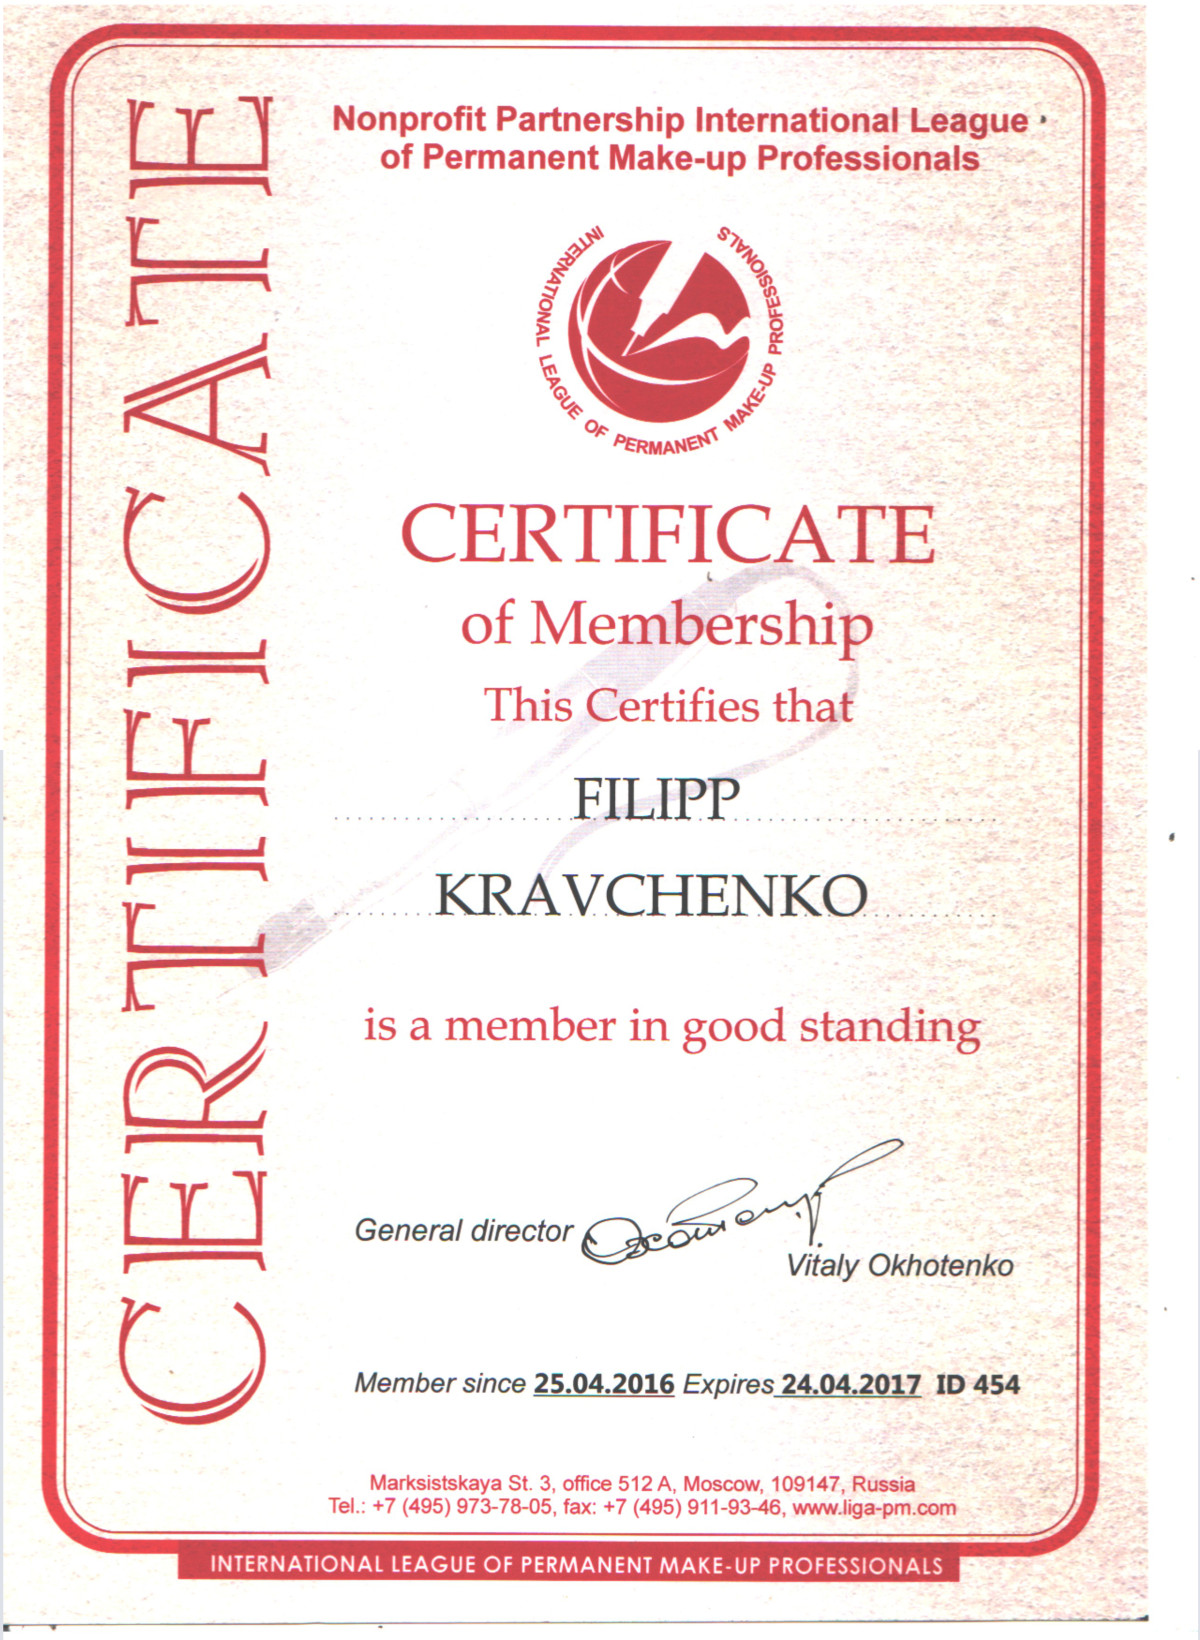 CERTIFICATE
Nonprofit Partnership International League
of Permanent Make-up Professionals
INTERNATIONAL LEAGUE OF PERMANENT MAKE-UP PROFESSIONALS
CERTIFICATE
of Membership
This Certifies that
FILIPP
KRAVCHENKO
is a member in good standing
General director
Vitaly Okhotenko
Member since 25.04.2016 Expires 24.04.2017 ID 454
Marksistskaya St. 3, office 512 A, Moscow, 109147, Russia
Tel.: +7 (495) 973-78-05, fax: +7 (495) 911-93-46, www.liga-pm.com
INTERNATIONAL LEAGUE OF PERMANENT MAKE-UP PROFESSIONALS